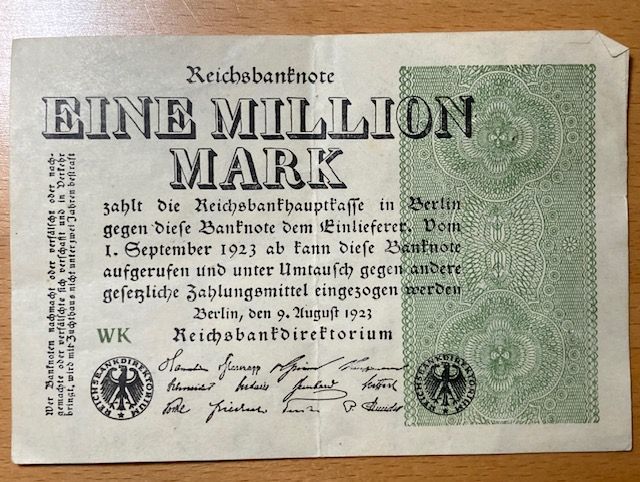 Reichsbanknote
EINE MILLION
MARK
zahlt die Reichsbankhauptkasse in Berlin
gegen diese Banknote dem Einlieferer. Vom
1. September 1923 ab kann diese Banknote
aufgerufen und unter Umtausch gegen andere
gesetzliche Zahlungsmittel eingezogen werden
Berlin, den 9. August 1923
Reichsbankdirektorium
WK
Wer Banknoten nachmacht oder verfälscht oder nach-
gemachte oder verfälschte sich verschafft und in Verkehr
bringt, wird mit Zuchthaus nicht unter zwei Jahren bestraft
REICHSBANKDIREKTORIUM
REICHSBANKDIREKTORIUM